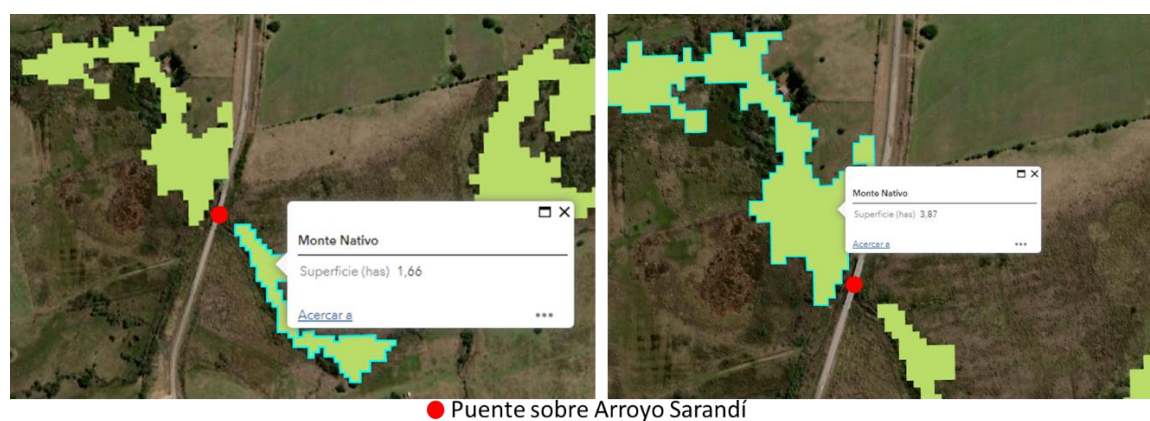 Monte Nativo
Superficie (has) 1,66
Acercar a
Monte Nativo
Superficie (has) 3,87
Acercar a
Puente sobre Arroyo Sarandí